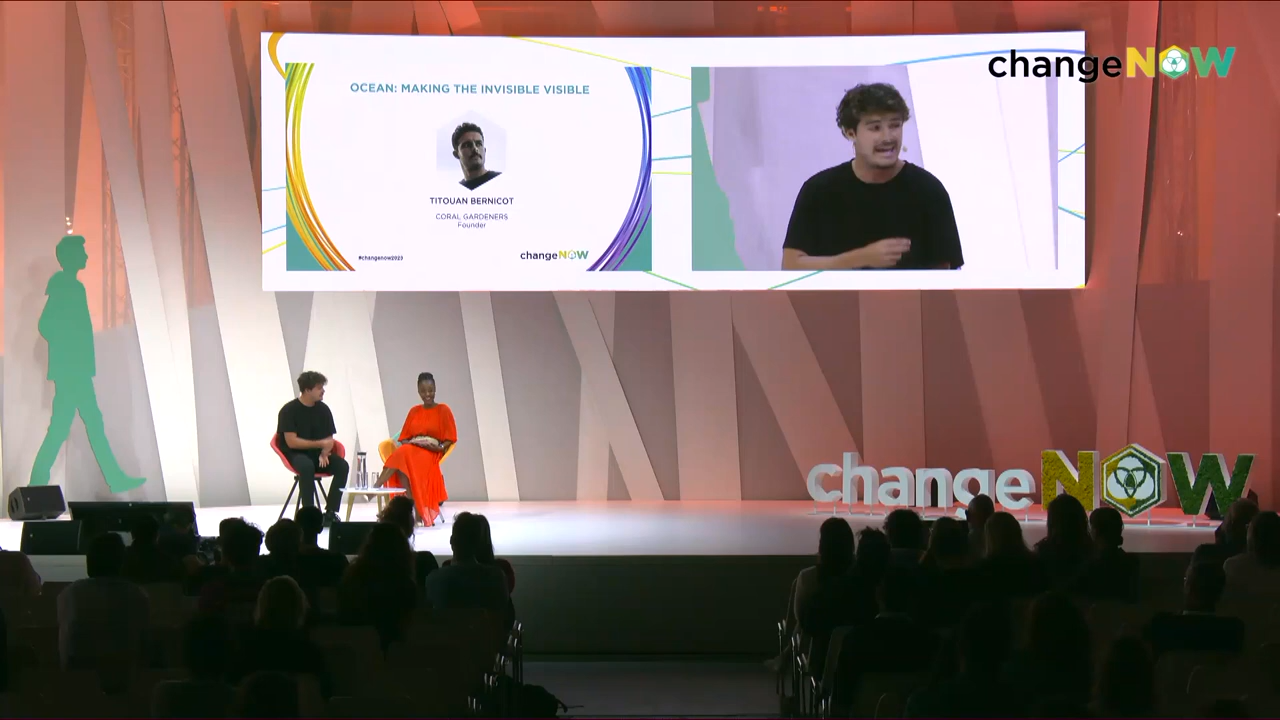 changeNOW
OCEAN: MAKING THE INVISIBLE VISIBLE
TITOUAN BERNICOT
CORAL GARDENERS
Founder
#changenow2023
changeNOW
changeNOW